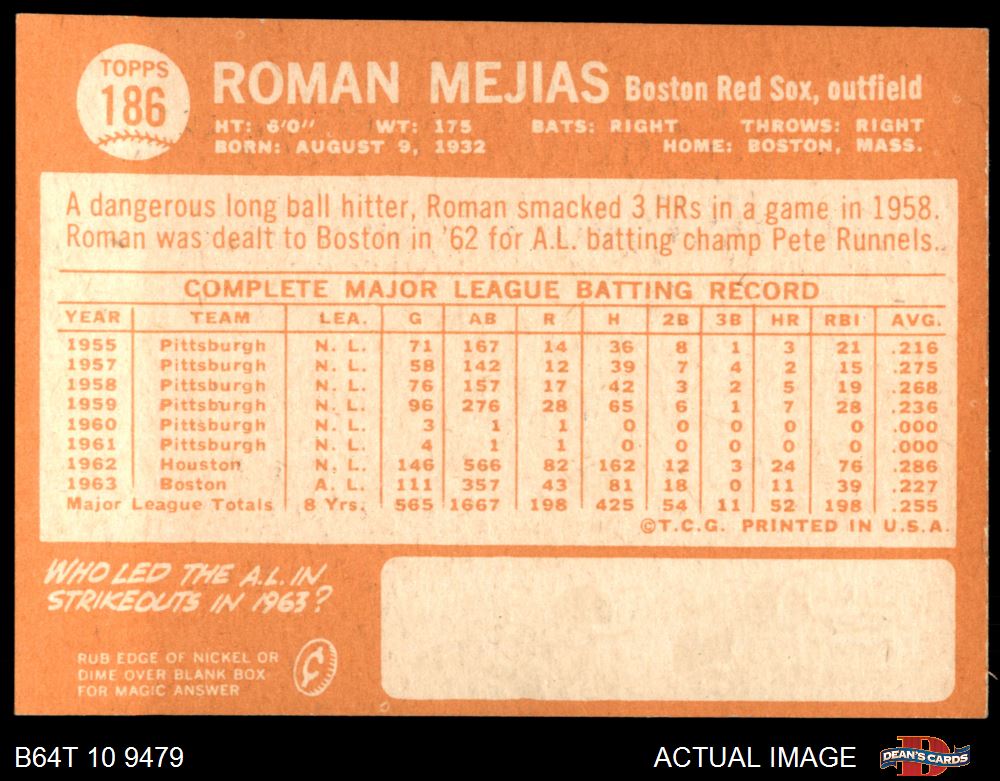 TOPPS
186
ROMAN MEJIAS Boston Red Sox, outfield
HT: 6'0" WT: 175 BATS: RIGHT THROWS: RIGHT
BORN: AUGUST 9, 1932 HOME: BOSTON, MASS.
A dangerous long ball hitter, Roman smacked 3 HRs in a game in 1958.
Roman was dealt to Boston in '62 for A.L. batting champ Pete Runnels.
COMPLETE MAJOR LEAGUE BATTING RECORD
YEAR TEAM LEA. G AB R H 2B 3B HR RBI AVG.
1955 Pittsburgh N. L. 71 167 14 36 8 1 3 21 .216
1957 Pittsburgh N. L. 58 142 12 39 7 4 2 15 .275
1958 Pittsburgh N. L. 76 157 17 42 3 2 5 19 .268
1959 Pittsburgh N. L. 96 276 28 65 6 1 7 28 .236
1960 Pittsburgh N. L. 3 1 1 0 0 0 0 0 .000
1961 Pittsburgh N. L. 4 1 1 0 0 0 0 0 .000
1962 Houston N. L. 146 566 82 162 12 3 24 76 .286
1963 Boston A. L. 111 357 43 81 18 0 11 39 .227
Major League Totals 8 Yrs. 565 1667 198 425 54 11 52 198 .255
©T.C.G. PRINTED IN U.S.A.
WHO LED THE A.L. IN
STRIKEOUTS IN 1963?
RUB EDGE OF NICKEL OR
DIME OVER BLANK BOX
FOR MAGIC ANSWER
B64T 10 9479
ACTUAL IMAGE
DEAN'S CARDS